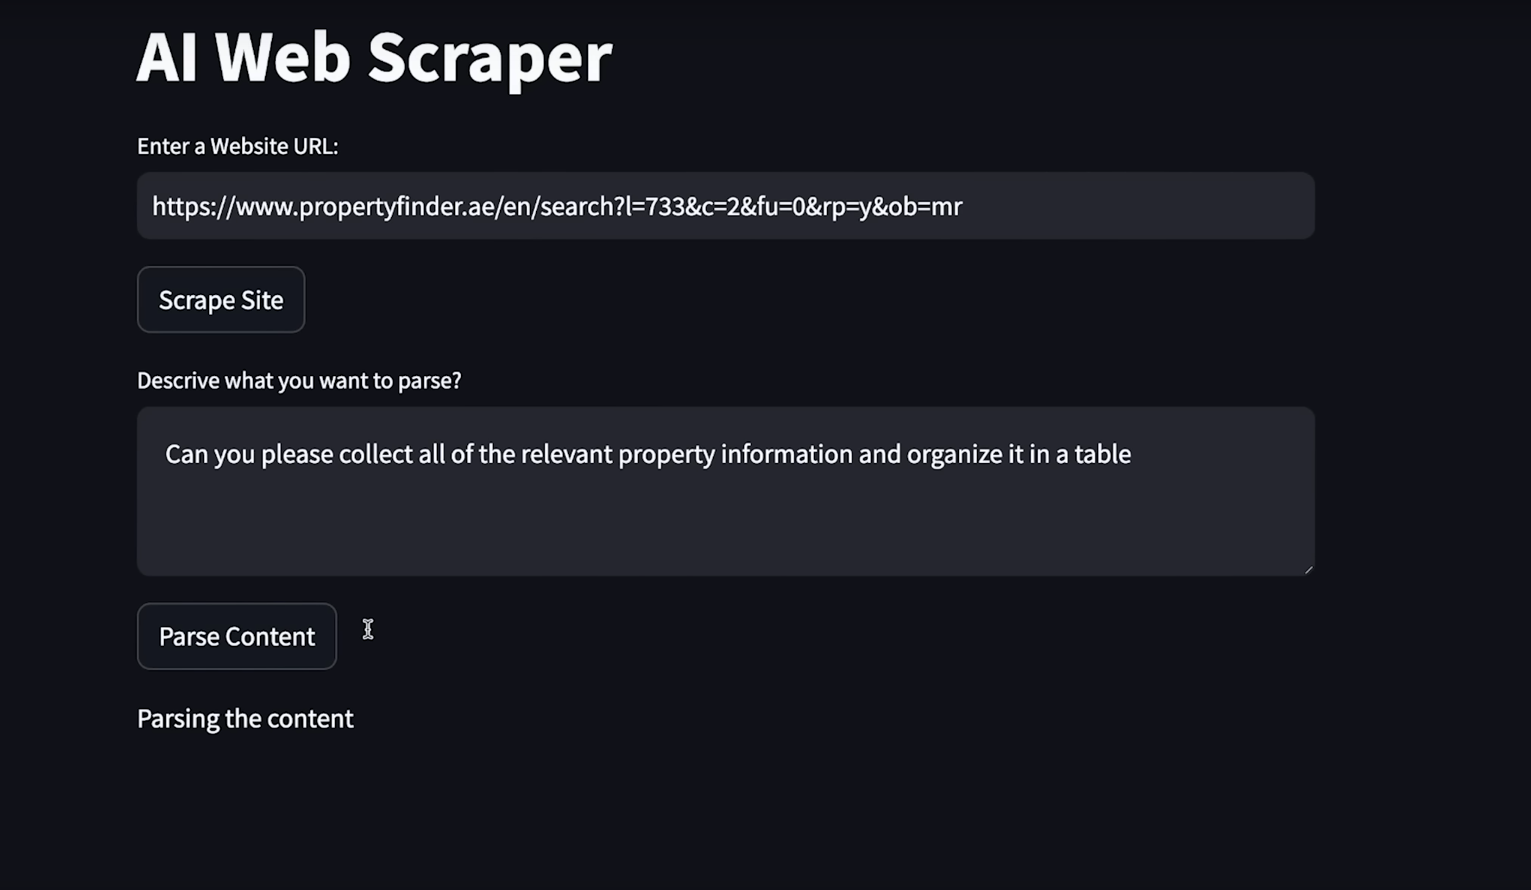 AI Web Scraper
Enter a Website URL:
https://www.propertyfinder.ae/en/search?l=733&c=2&fu=0&rp=y&ob=mr
Scrape Site
Descrive what you want to parse?
Can you please collect all of the relevant property information and organize it in a table
Parse Content
Parsing the content